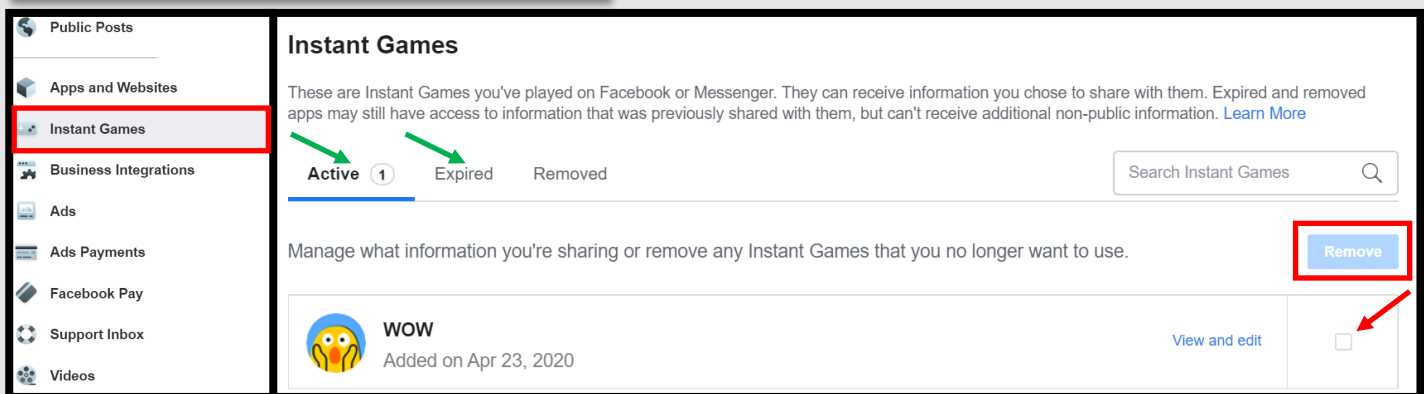 Public Posts
Apps and Websites
Instant Games
Business Integrations
Ads
Ads Payments
Facebook Pay
Support Inbox
Videos
Instant Games
These are Instant Games you've played on Facebook or Messenger. They can receive information you chose to share with them. Expired and removed
apps may still have access to information that was previously shared with them, but can't receive additional non-public information. Learn More
Active 1 Expired Removed Search Instant Games
Manage what information you're sharing or remove any Instant Games that you no longer want to use. Remove
WOW
View and edit
Added on Apr 23, 2020